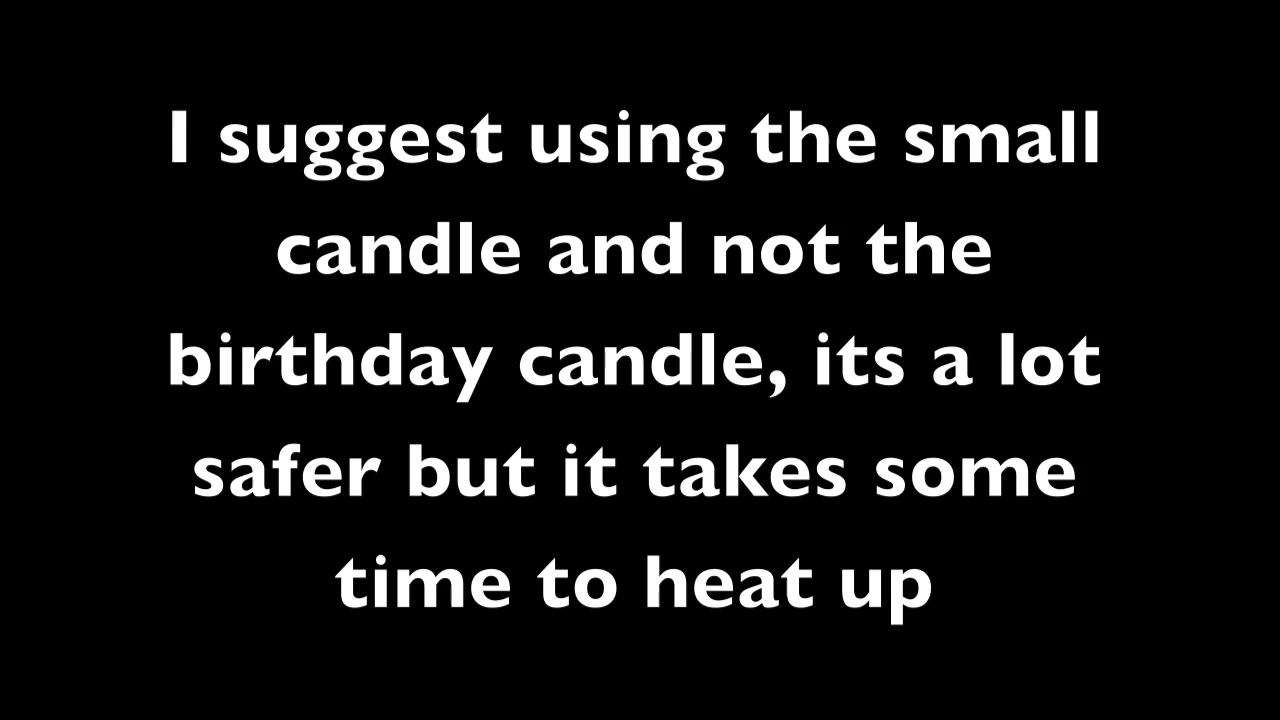 I suggest using the small
candle and not the
birthday candle, its a lot
safer but it takes some
time to heat up